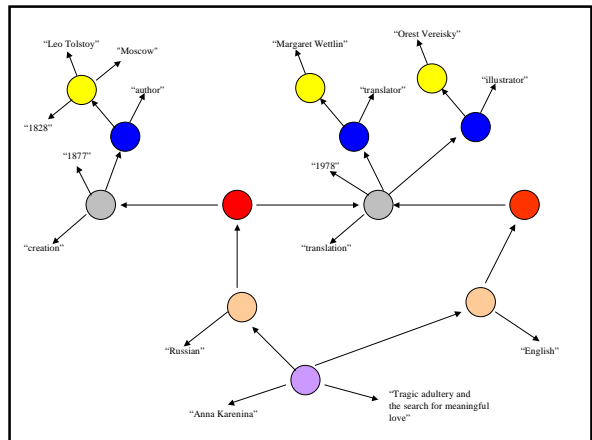 “Leo Tolstoy”
"Moscow"
“author”
“1828”
“1877”
“creation”
“Margaret Wettlin”
“Orest Vereisky”
“translator”
“illustrator”
“1978”
“translation”
“Russian”
“English”
“Anna Karenina”
“Tragic adultery and
the search for meaningful
love”